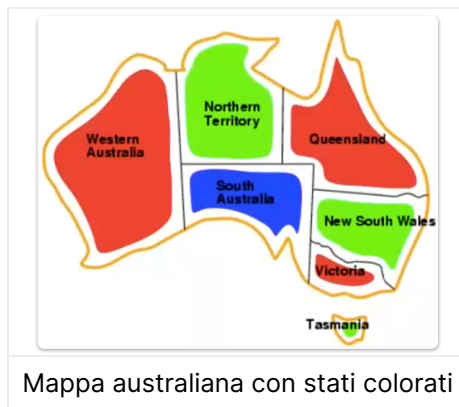 Northern
Territory
Western
Australia
Queensland
South
Australia
New South Wales
Victoria
Tasmania
Mappa australiana con stati colorati